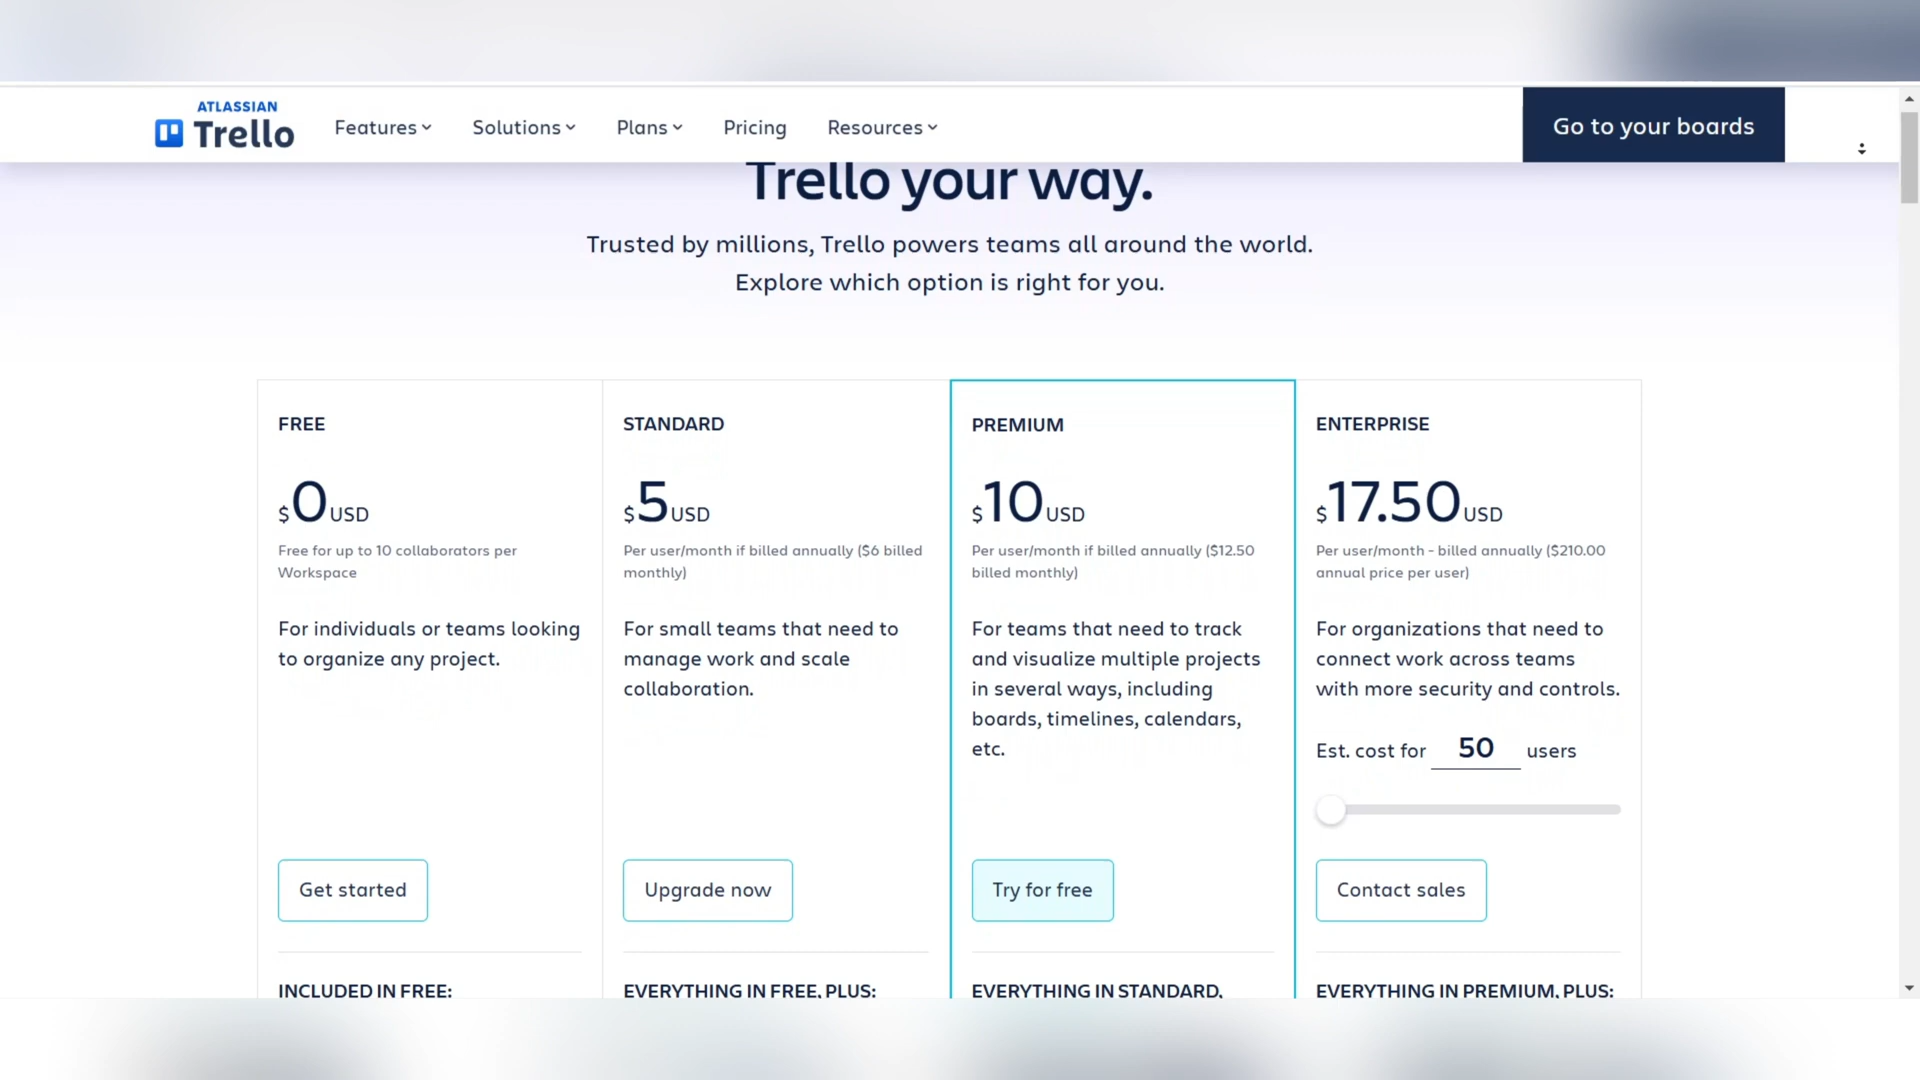 ATLASSIAN
Trello
Features
Solutions
Plans
Pricing
Resources
Go to your boards
Trello your way.
Trusted by millions, Trello powers teams all around the world.
Explore which option is right for you.
FREE
$0 USD
Free for up to 10 collaborators per
Workspace
For individuals or teams looking
to organize any project.
Get started
INCLUDED IN FREE:
STANDARD
$5 USD
Per user/month if billed annually ($6 billed
monthly)
For small teams that need to
manage work and scale
collaboration.
Upgrade now
EVERYTHING IN FREE, PLUS:
PREMIUM
$10 USD
Per user/month if billed annually ($12.50
billed monthly)
For teams that need to track
and visualize multiple projects
in several ways, including
boards, timelines, calendars,
etc.
Try for free
EVERYTHING IN STANDARD,
ENTERPRISE
$17.50 USD
Per user/month - billed annually ($210.00
annual price per user)
For organizations that need to
connect work across teams
with more security and controls.
Est. cost for 50 users
Contact sales
EVERYTHING IN PREMIUM, PLUS: